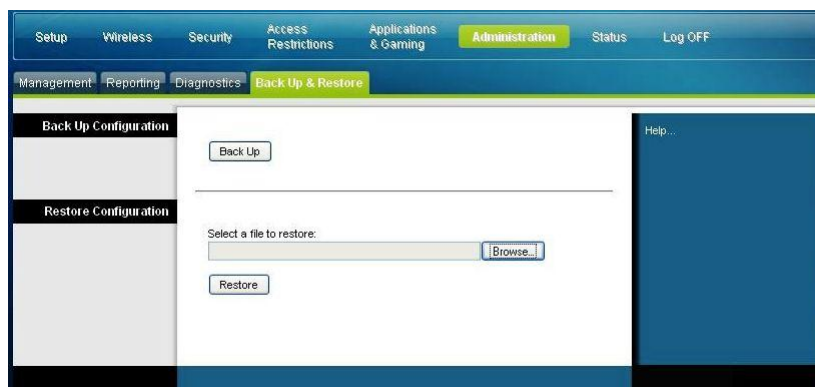 Setup Wireless Security Access Restrictions Applications & Gaming Administration Status Log OFF
Management Reporting Diagnostics Back Up & Restore
Back Up Configuration
Help...
Back Up
Restore Configuration
Select a file to restore:
Browse...
Restore